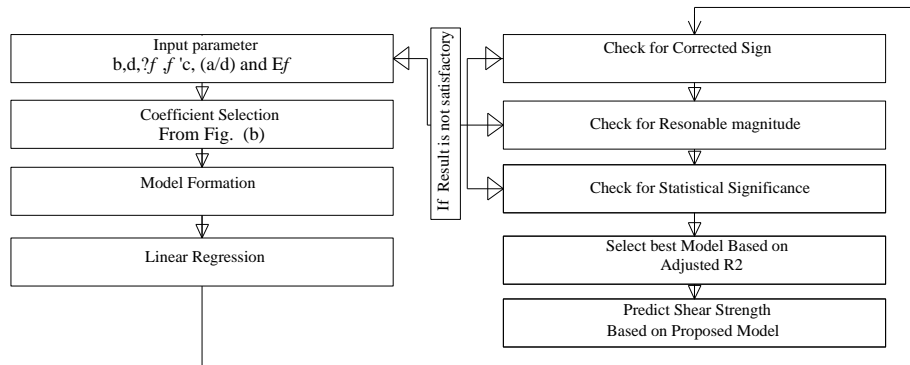 Input parameter
b,d,?f ,f 'c, (a/d) and Ef
Coefficient Selection
From Fig. (b)
Model Formation
Linear Regression
If Result is not satisfactory
Check for Corrected Sign
Check for Resonable magnitude
Check for Statistical Significance
Select best Model Based on
Adjusted R2
Predict Shear Strength
Based on Proposed Model